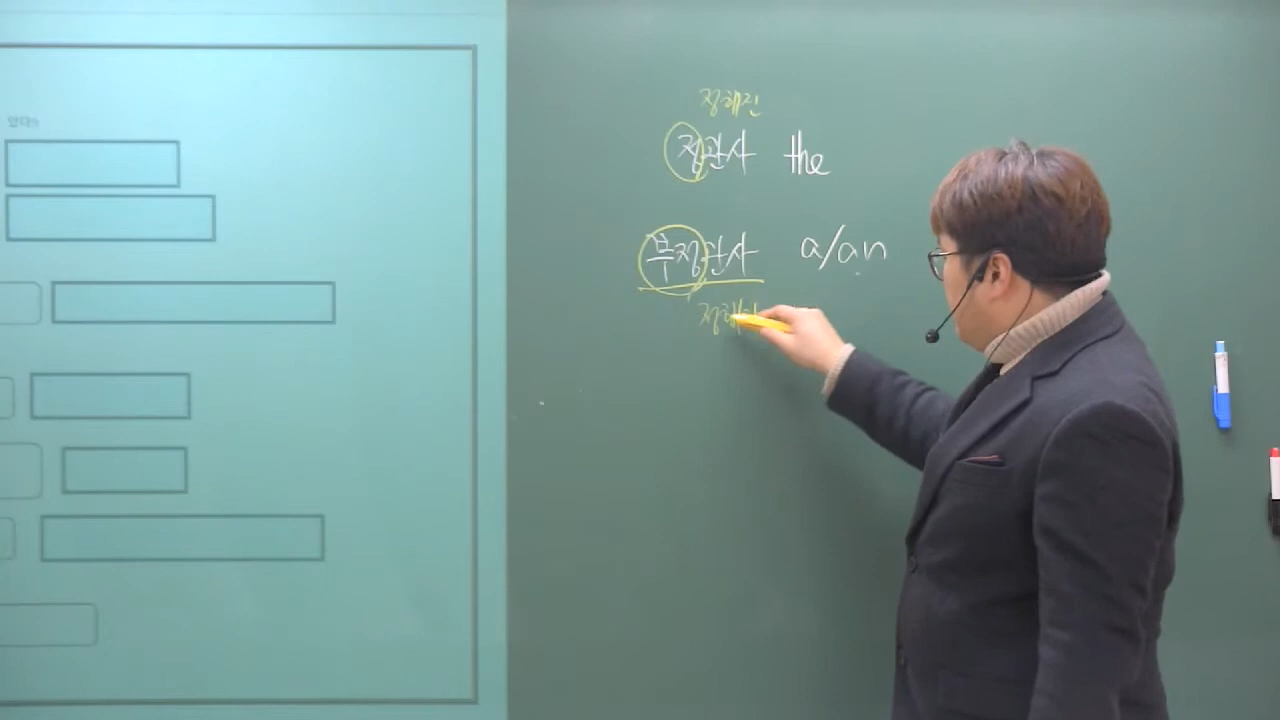 정해진
정관사 the
부정관사 a/an